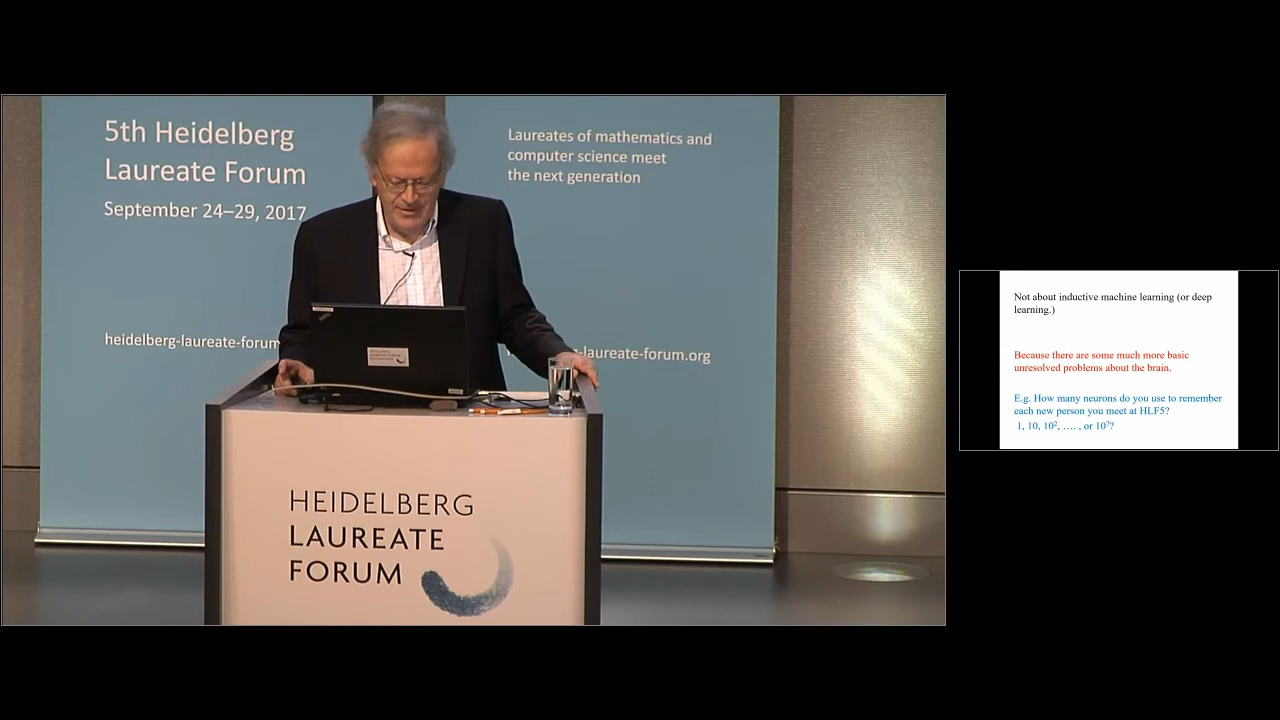 5th Heidelberg
Laureate Forum
September 24–29, 2017
heidelberg-laureate-forum
Laureates of mathematics and
computer science meet
the next generation
-laureate-forum.org
HEIDELBERG
LAUREATE
FORUM
Not about inductive machine learning (or deep
learning.)
Because there are some much more basic
unresolved problems about the brain.
E.g. How many neurons do you use to remember
each new person you meet at HLF5?
1, 10, 10², …. , or 10⁷?